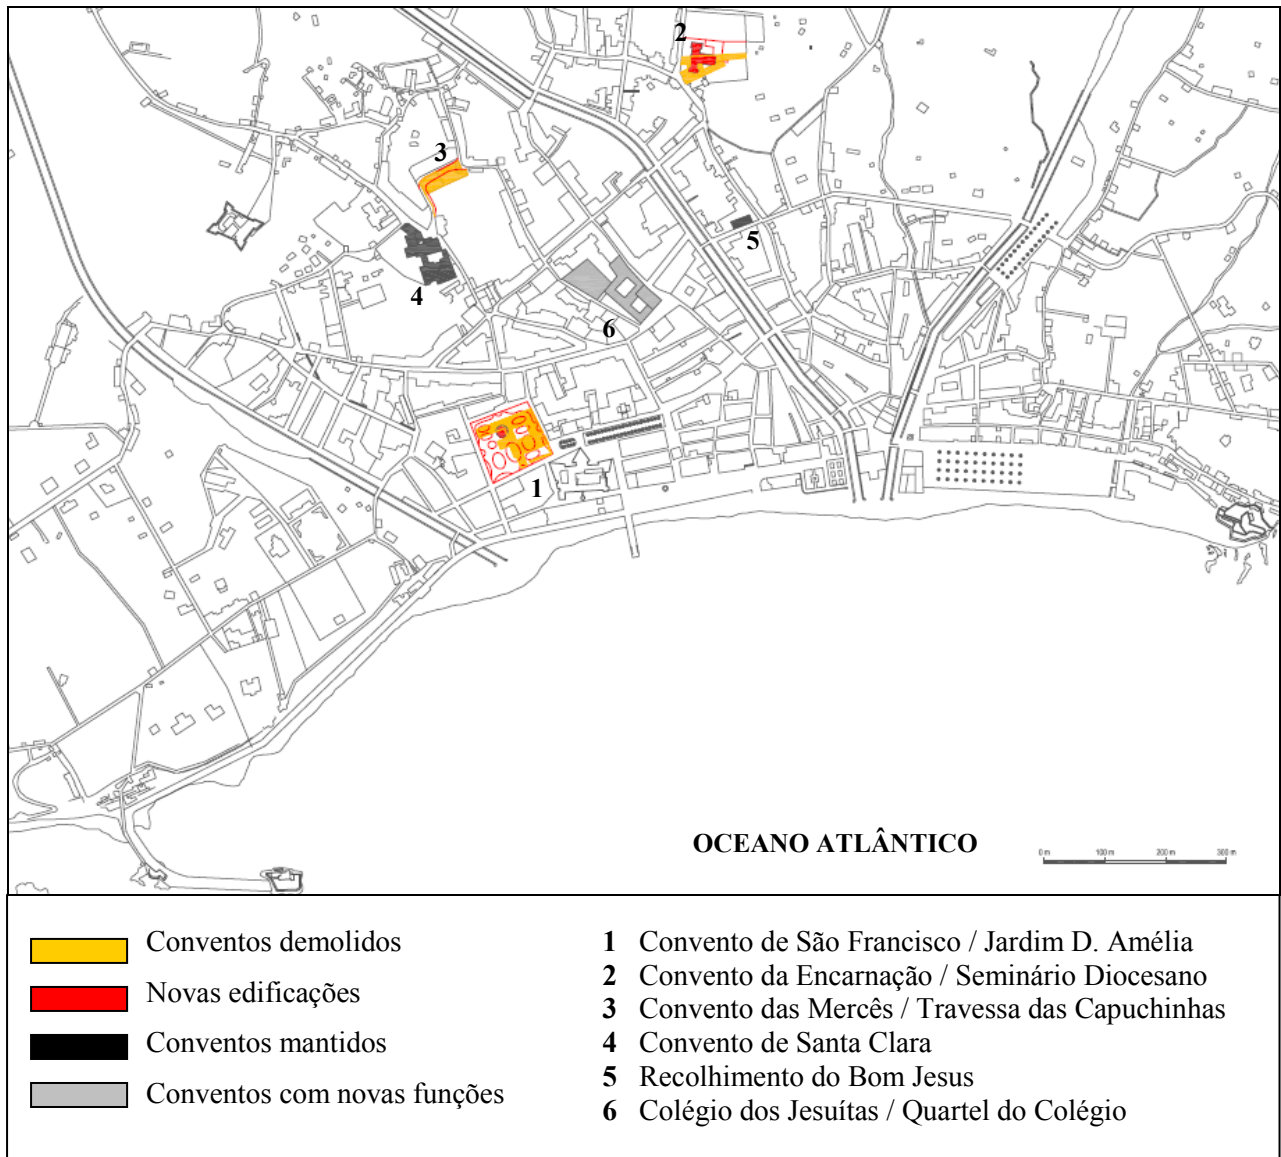 2
3
5
4
6
1
OCEANO ATLÂNTICO
0 m 100 m 200 m 300 m
Conventos demolidos
Novas edificações
Conventos mantidos
Conventos com novas funções
1 Convento de São Francisco / Jardim D. Amélia
2 Convento da Encarnação / Seminário Diocesano
3 Convento das Mercês / Travessa das Capuchinhas
4 Convento de Santa Clara
5 Recolhimento do Bom Jesus
6 Colégio dos Jesuítas / Quartel do Colégio